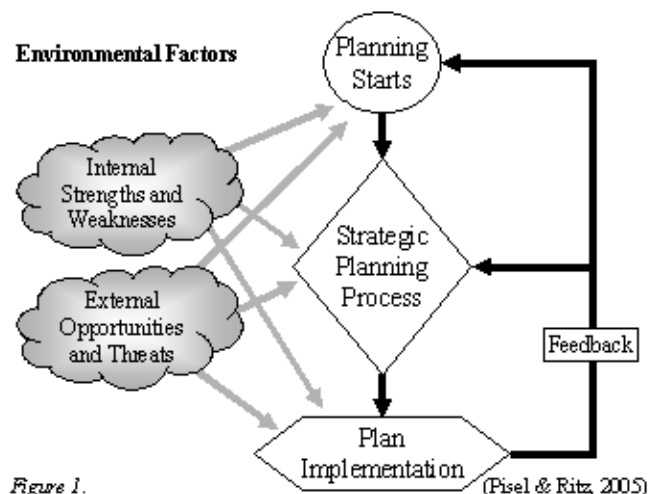 Environmental Factors
Planning
Starts
Internal
Strengths and
Weaknesses
Strategic
Planning
Process
External
Opportunities
and Threats
Feedback
Plan
Implementation
Figure 1.
(Pisel & Ritz, 2005)